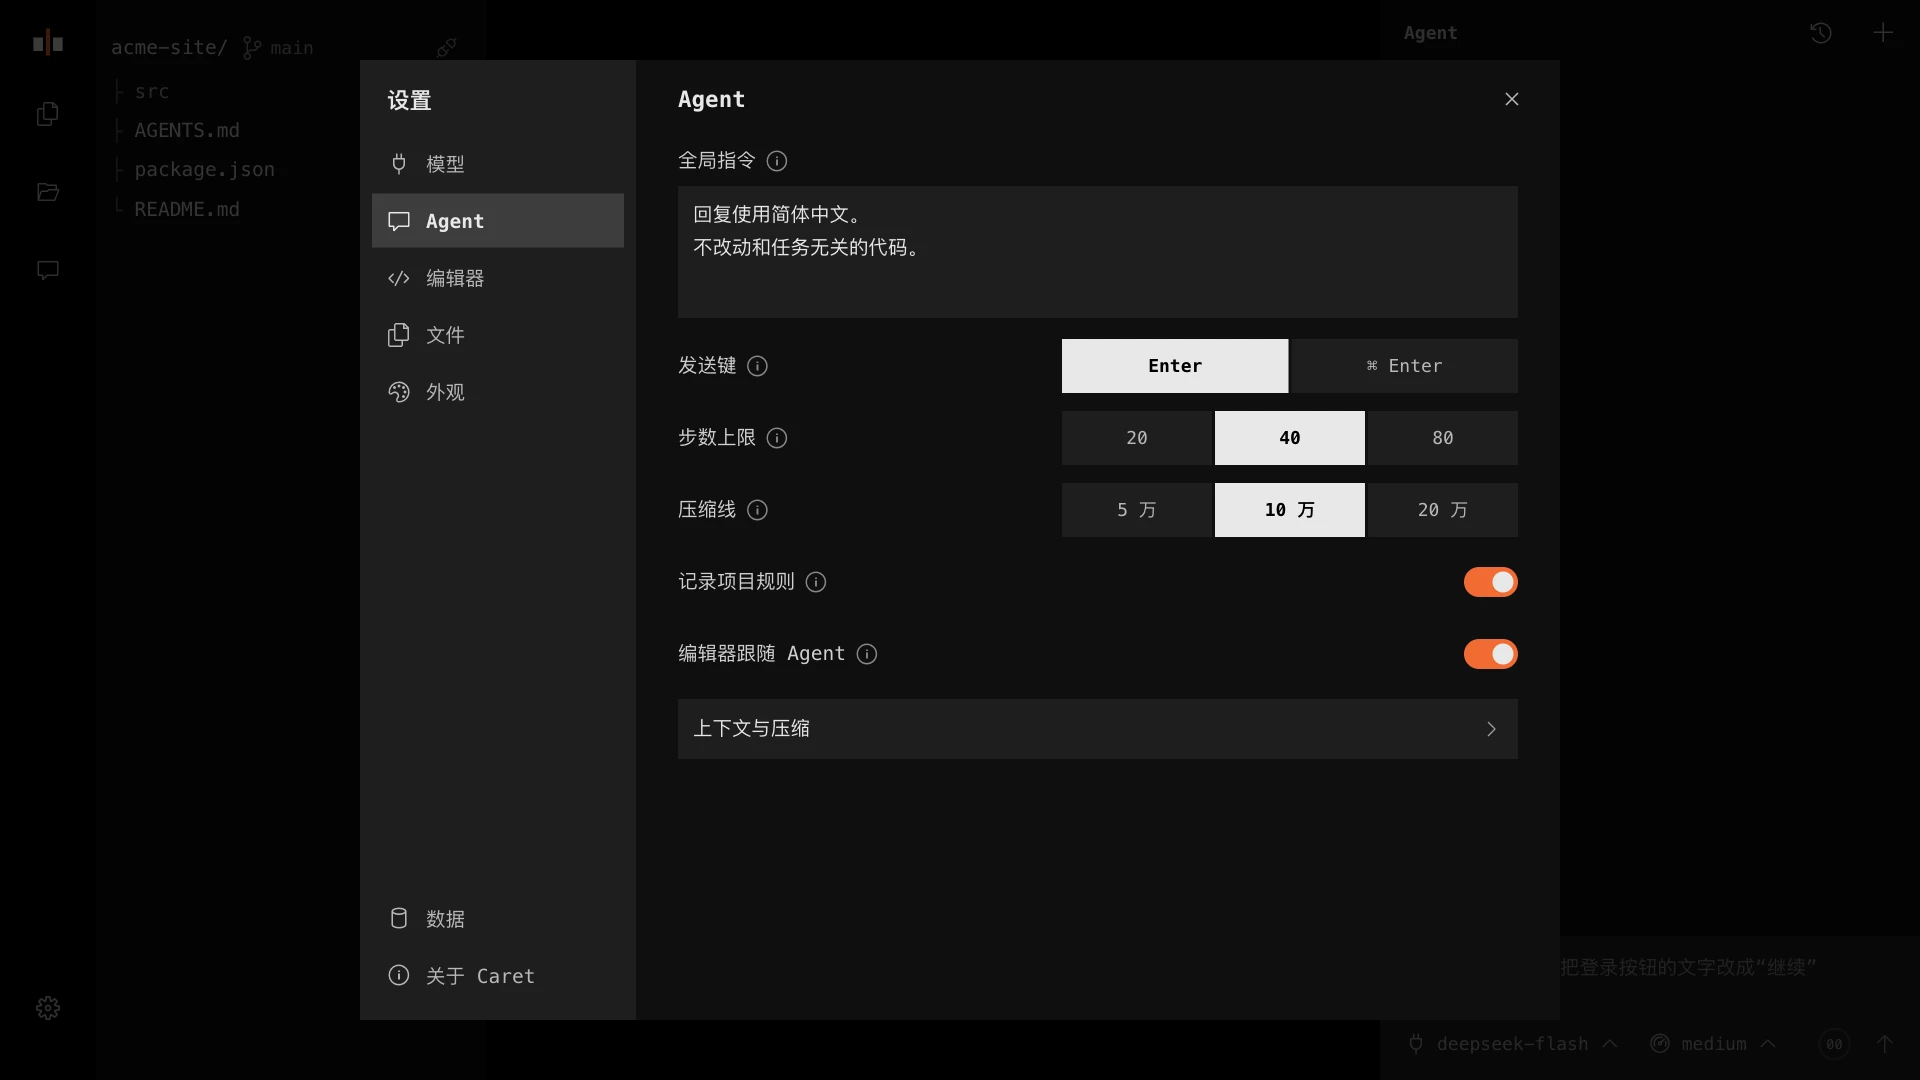 acme-site/ main
src
AGENTS.md
package.json
README.md
设置
模型
Agent
编辑器
文件
外观
数据
关于 Caret
Agent
全局指令
回复使用简体中文。
不改动和任务无关的代码。
发送键
Enter
⌘ Enter
步数上限
20
40
80
压缩线
5 万
10 万
20 万
记录项目规则
编辑器跟随 Agent
上下文与压缩
Agent
把登录按钮的文字改成“继续”
deepseek-flash
medium
00